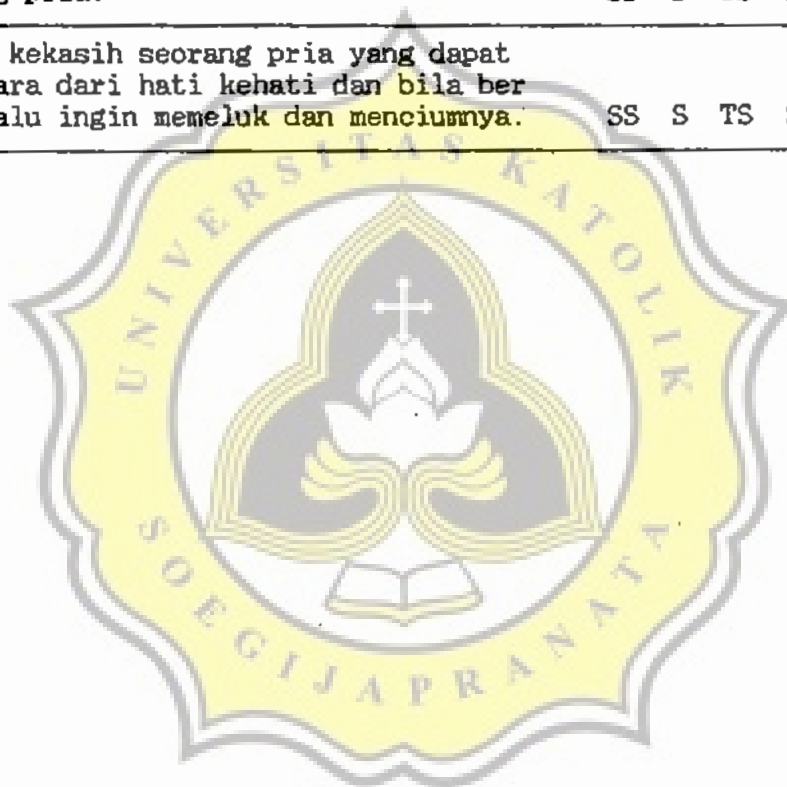 kekasih seorang pria yang dapat
ara dari hati kehati dan bila ber
alu ingin memeluk dan menciumnya. SS S TS
UNIVERSITAS KATOLIK
SOEGIJAPRANATA